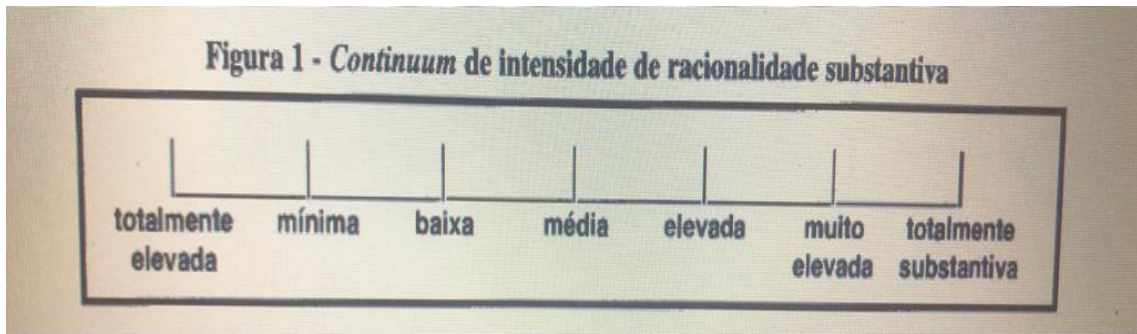 Figura 1 - Continuum de intensidade de racionalidade substantiva
totalmente elevada
mínima
baixa
média
elevada
muito elevada
totalmente substantiva